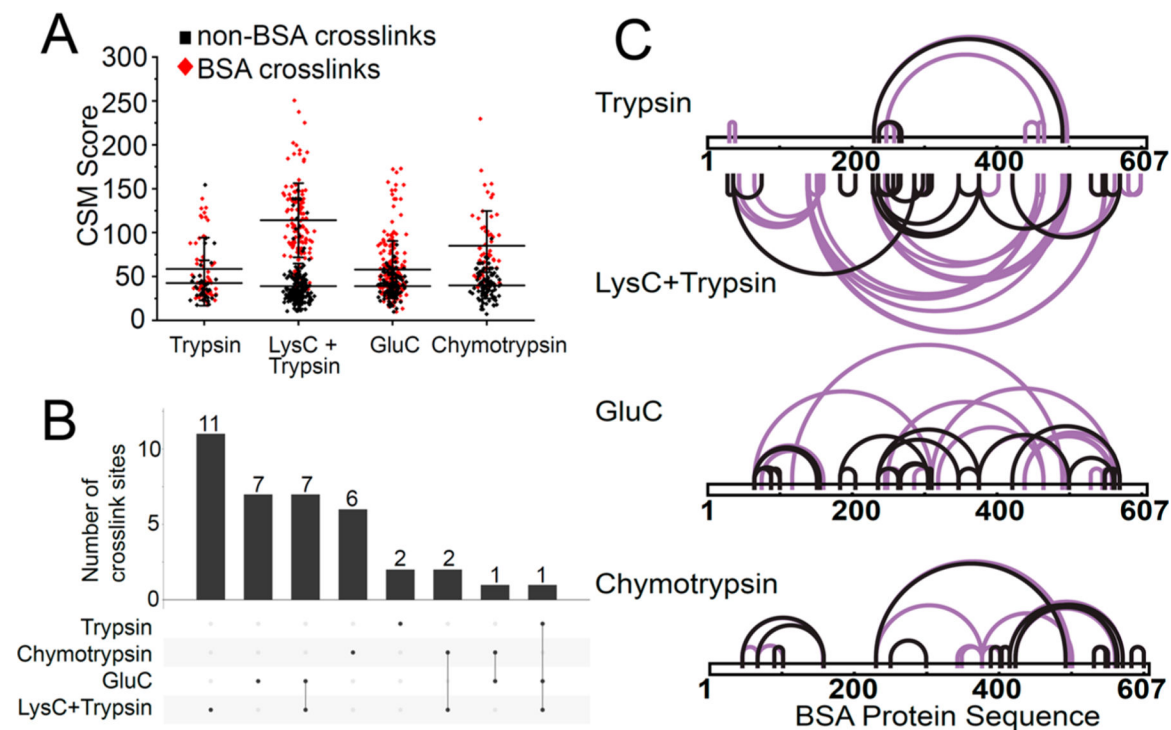 A
■ non-BSA crosslinks
◆ BSA crosslinks
CSM Score
300
250
200
150
100
50
0
Trypsin
LysC +
Trypsin
GluC
Chymotrypsin
B
Number of
crosslink sites
10
5
0
11
7
7
6
2
2
1
1
Trypsin
Chymotrypsin
GluC
LysC+Trypsin
C
Trypsin
1 200 400 607
LysC+Trypsin
GluC
1 200 400 607
Chymotrypsin
1 200 400 607
BSA Protein Sequence